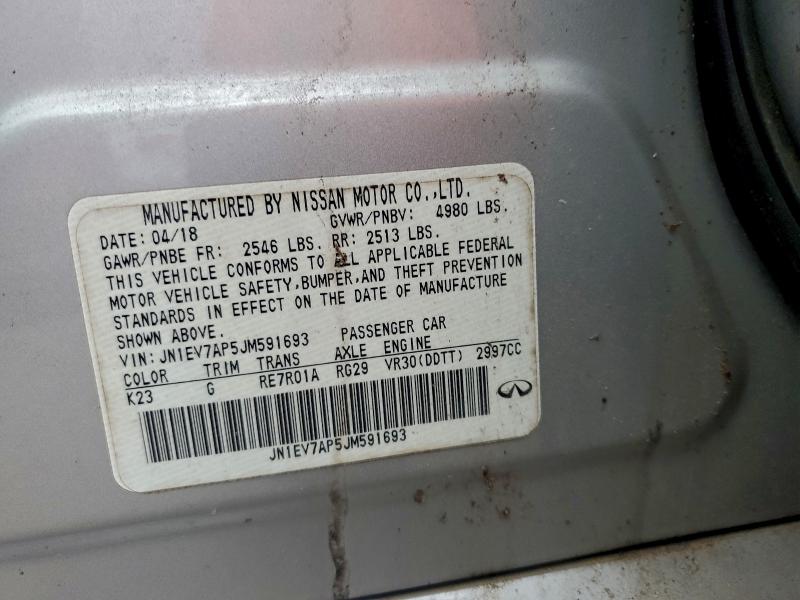 MANUFACTURED BY NISSAN MOTOR CO.,LTD.
DATE: 04/18 GVWR/PNBV: 4980 LBS.
GAWR/PNBE FR: 2546 LBS. RR: 2513 LBS.
THIS VEHICLE CONFORMS TO ALL APPLICABLE FEDERAL
MOTOR VEHICLE SAFETY,BUMPER,AND THEFT PREVENTION
STANDARDS IN EFFECT ON THE DATE OF MANUFACTURE
SHOWN ABOVE.
VIN: JN1EV7AP5JM591693 PASSENGER CAR
COLOR TRIM TRANS AXLE ENGINE
K23 G RE7R01A RG29 VR30(DDTT) 2997CC
JN1EV7AP5JM591693